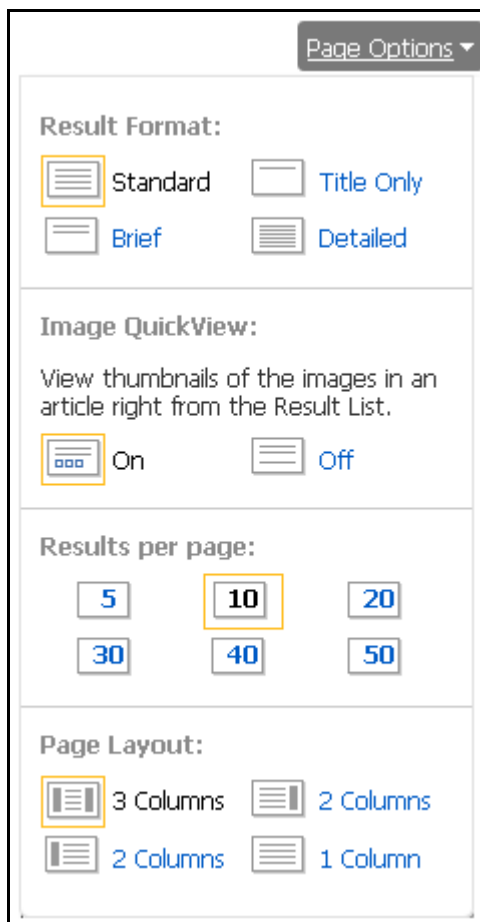 Page Options
Result Format:
Standard Title Only
Brief Detailed
Image QuickView:
View thumbnails of the images in an
article right from the Result List.
On Off
Results per page:
5 10 20
30 40 50
Page Layout:
3 Columns 2 Columns
2 Columns 1 Column